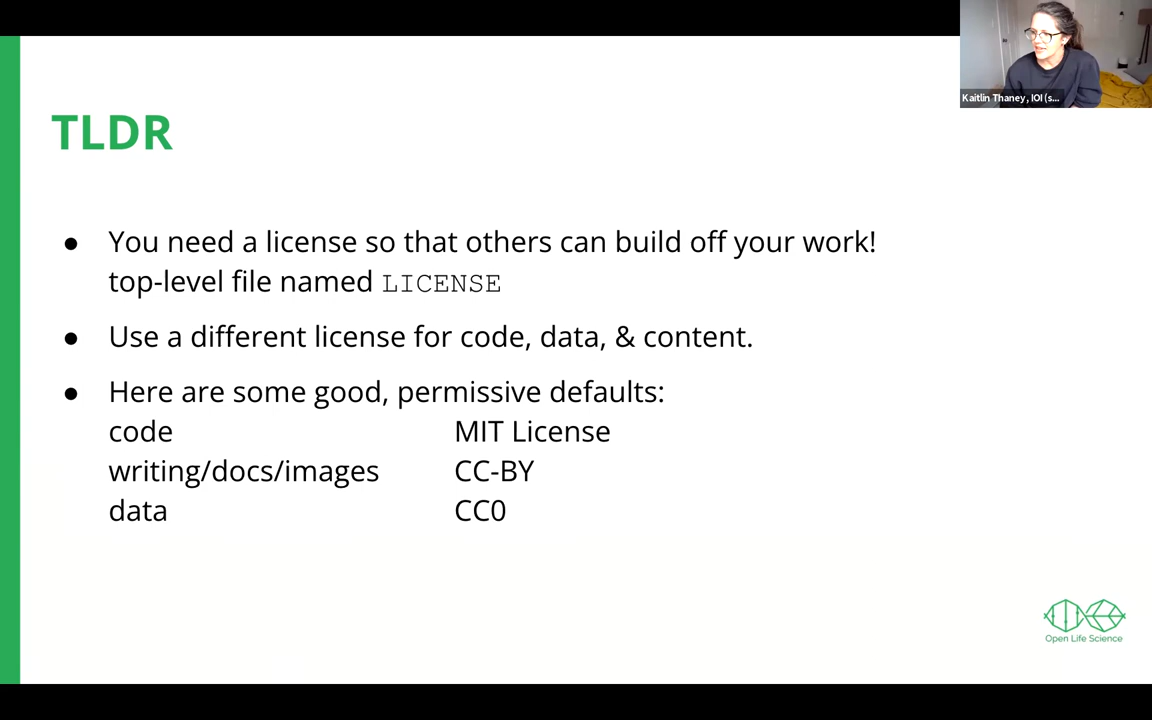 Kaitlin Thaney, IOI (s...
TLDR
● You need a license so that others can build off your work!
top-level file named LICENSE
● Use a different license for code, data, & content.
● Here are some good, permissive defaults:
code MIT License
writing/docs/images CC-BY
data CC0
Open Life Science